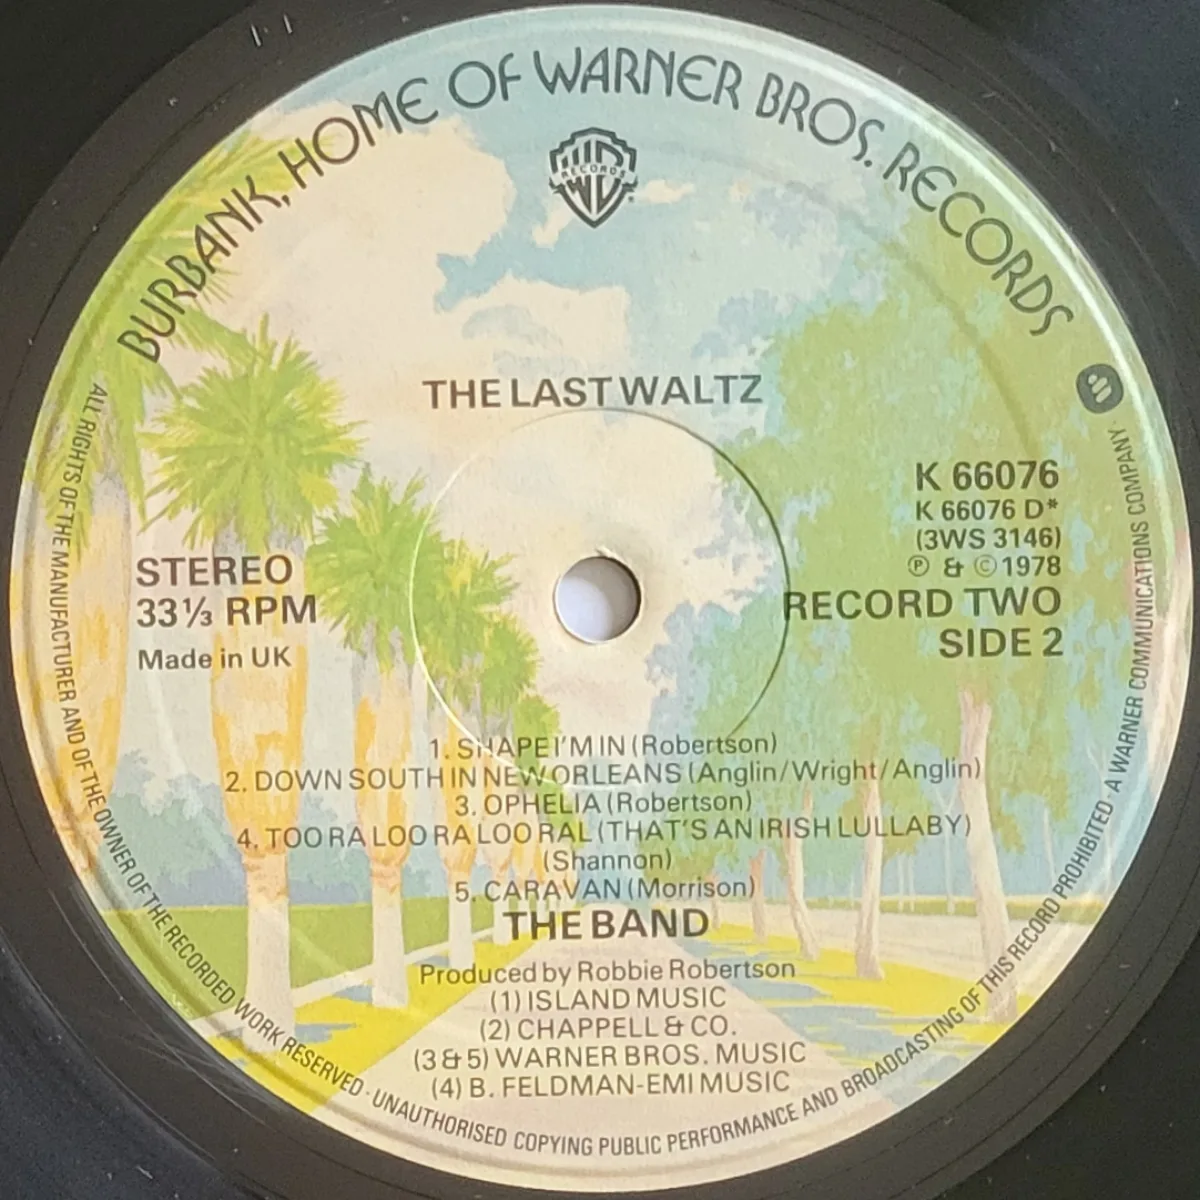 BURBANK, HOME OF WARNER BROS. RECORDS
RECORDS
THE LAST WALTZ
K 66076
K 66076 D*
(3WS 3146)
℗ & © 1978
RECORD TWO
SIDE 2
STEREO
33⅓ RPM
Made in UK
1. SHAPE I'M IN (Robertson)
2. DOWN SOUTH IN NEW ORLEANS (Anglin/Wright/Anglin)
3. OPHELIA (Robertson)
4. TOO RA LOO RA LOO RAL (THAT'S AN IRISH LULLABY)
(Shannon)
5. CARAVAN (Morrison)
THE BAND
Produced by Robbie Robertson
(1) ISLAND MUSIC
(2) CHAPPELL & CO.
(3 & 5) WARNER BROS. MUSIC
(4) B. FELDMAN-EMI MUSIC
ALL RIGHTS OF THE MANUFACTURER AND OF THE OWNER OF THE RECORDED WORK RESERVED · UNAUTHORISED COPYING PUBLIC PERFORMANCE AND BROADCASTING OF THIS RECORD PROHIBITED · A WARNER COMMUNICATIONS COMPANY ·